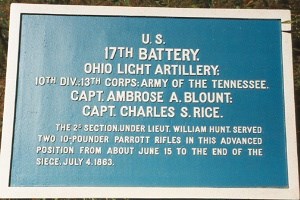 U.S.
17TH BATTERY.
OHIO LIGHT ARTILLERY:
10TH DIV.:13TH CORPS: ARMY OF THE TENNESSEE.
CAPT. AMBROSE A. BLOUNT:
CAPT. CHARLES S. RICE.
THE 2D SECTION, UNDER LIEUT. WILLIAM HUNT, SERVED
TWO 10-POUNDER PARROTT RIFLES IN THIS ADVANCED
POSITION FROM ABOUT JUNE 15 TO THE END OF THE
SIEGE, JULY 4, 1863.